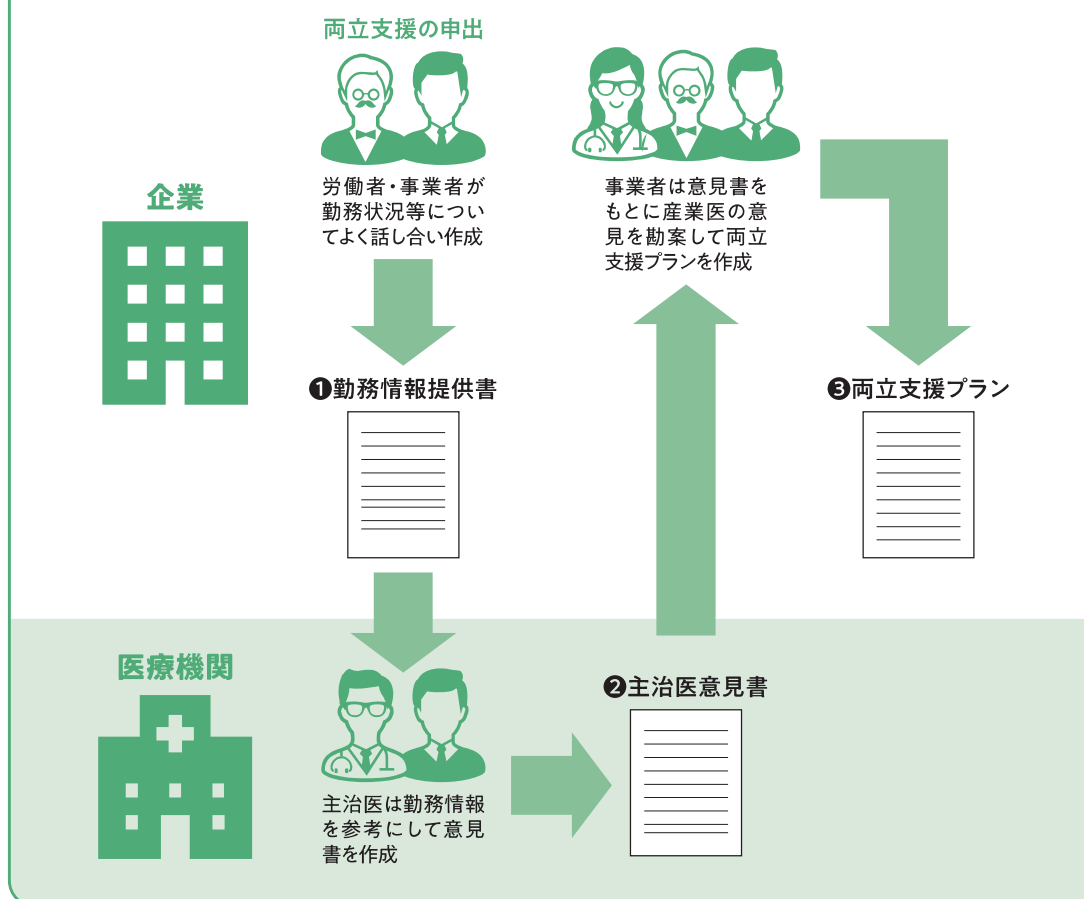 両立支援の申出
労働者・事業者が
勤務状況等につい
てよく話し合い作成
事業者は意見書を
もとに産業医の意
見を勘案して両立
支援プランを作成
企業
❶勤務情報提供書
❸両立支援プラン
医療機関
主治医は勤務情報
を参考にして意見
書を作成
❷主治医意見書